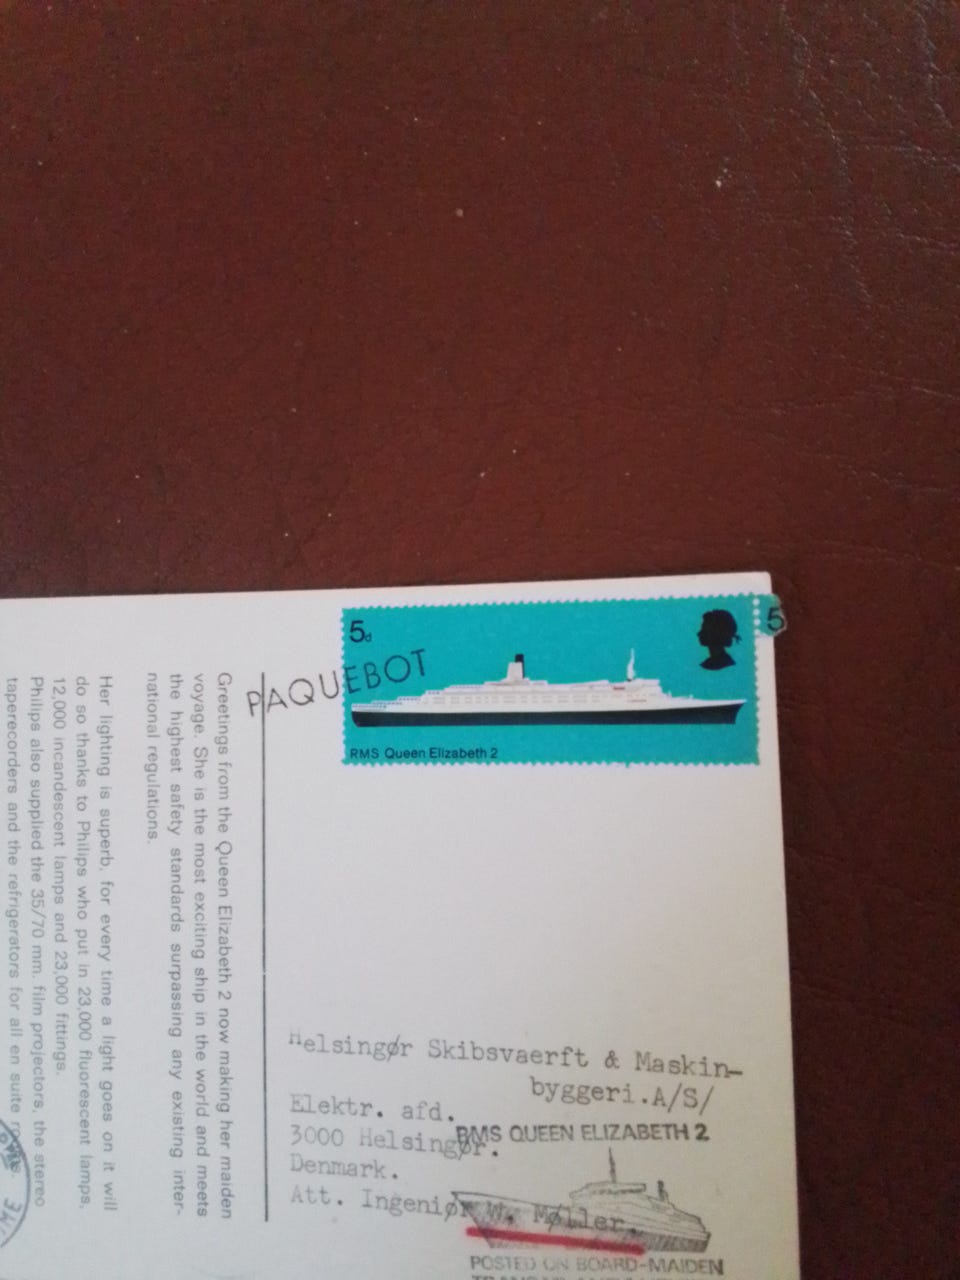 5d
5
PAQUEBOT
RMS Queen Elizabeth 2
Greetings from the Queen Elizabeth 2 now making her maiden
voyage. She is the most exciting ship in the world and meets
the highest safety standards surpassing any existing inter-
national regulations.
Her lighting is superb, for every time a light goes on it will
do so thanks to Philips who put in 23,000 fluorescent lamps,
12,000 incandescent lamps and 23,000 fittings.
Philips also supplied the 35/70 mm. film projectors, the stereo
taperecorders and the refrigerators for all en suite
Helsingør Skibsvaerft & Maskin-
byggeri.A/S/
Elektr. afd.
3000 Helsingør.
Denmark.
Att. Ingeniør W. Møller.
RMS QUEEN ELIZABETH 2
POSTED ON BOARD-MAIDEN